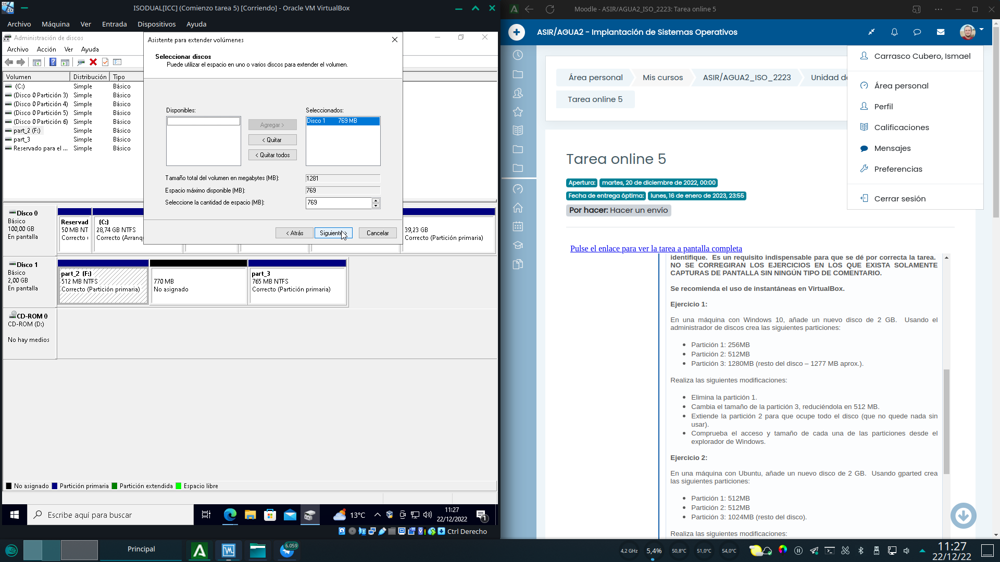 ISODUAL[ICC] (Comienzo tarea 5) [Corriendo] - Oracle VM VirtualBox
Archivo Máquina Ver Entrada Dispositivos Ayuda
Administración de discos
Archivo Acción Ver Ayuda
Volumen Distribución Tipo
(C:) Simple Básico
(Disco 0 Partición 3) Simple Básico
(Disco 0 Partición 4) Simple Básico
(Disco 0 Partición 5) Simple Básico
(Disco 0 Partición 6) Simple Básico
part_2 (F:) Simple Básico
part_3 Simple Básico
Reservado para el ... Simple Básico
Asistente para extender volúmenes
Seleccionar discos
Puede utilizar el espacio en uno o varios discos para extender el volumen.
Disponibles:
Seleccionados:
Disco 1 769 MB
Agregar >
< Quitar
< Quitar todos
Tamaño total del volumen en megabytes (MB): 1281
Espacio máximo disponible (MB): 769
Seleccione la cantidad de espacio (MB): 769
< Atrás Siguiente > Cancelar
Disco 0
Básico
100,00 GB
En pantalla
Reservad
50 MB NT
Correcto
(C:)
28,74 GB NTFS
Correcto (Arranq
39,23 GB
Correcto (Partición primaria)
Disco 1
Básico
2,00 GB
En pantalla
part_2 (F:)
512 MB NTFS
Correcto (Partición primaria)
770 MB
No asignado
part_3
765 MB NTFS
Correcto (Partición primaria)
CD-ROM 0
CD-ROM (D:)
No hay medios
No asignado Partición primaria Partición extendida Espacio libre
Escribe aquí para buscar
13°C
11:27
22/12/2022
1
Ctrl Derecho
Moodle - ASIR/AGUA2_ISO_2223: Tarea online 5
ASIR/AGUA2 - Implantación de Sistemas Operativos
Carrasco Cubero, Ismael
Área personal
Perfil
Calificaciones
Mensajes
Preferencias
Cerrar sesión
Área personal Mis cursos ASIR/AGUA2_ISO_2223 Unidad de
Tarea online 5
Tarea online 5
Apertura: martes, 20 de diciembre de 2022, 00:00
Fecha de entrega óptima: lunes, 16 de enero de 2023, 23:55
Por hacer: Hacer un envío
Pulse el enlace para ver la tarea a pantalla completa
identifique. Es un requisito indispensable para que se dé por correcta la tarea.
NO SE CORREGIRAN LOS EJERCICIOS EN LOS QUE EXISTA SOLAMENTE
CAPTURAS DE PANTALLA SIN NINGÚN TIPO DE COMENTARIO.
Se recomienda el uso de instantáneas en VirtualBox.
Ejercicio 1:
En una máquina con Windows 10, añade un nuevo disco de 2 GB. Usando el
administrador de discos crea las siguientes particiones:
Partición 1: 256MB
Partición 2: 512MB
Partición 3: 1280MB (resto del disco – 1277 MB aprox.).
Realiza las siguientes modificaciones:
Elimina la partición 1.
Cambia el tamaño de la partición 3, reduciéndola en 512 MB.
Extiende la partición 2 para que ocupe todo el disco (que no quede nada sin
usar).
Comprueba el acceso y tamaño de cada una de las particiones desde el
explorador de Windows.
Ejercicio 2:
En una máquina con Ubuntu, añade un nuevo disco de 2 GB. Usando gparted crea
las siguientes particiones:
Partición 1: 512MB
Partición 2: 512MB
Partición 3: 1024MB (resto del disco).
Realiza las siguientes modificaciones:
Principal
6.059
4,2 GHz 5,4% 50,8°C 51,0°C 54,0°C
11:27
22/12/22